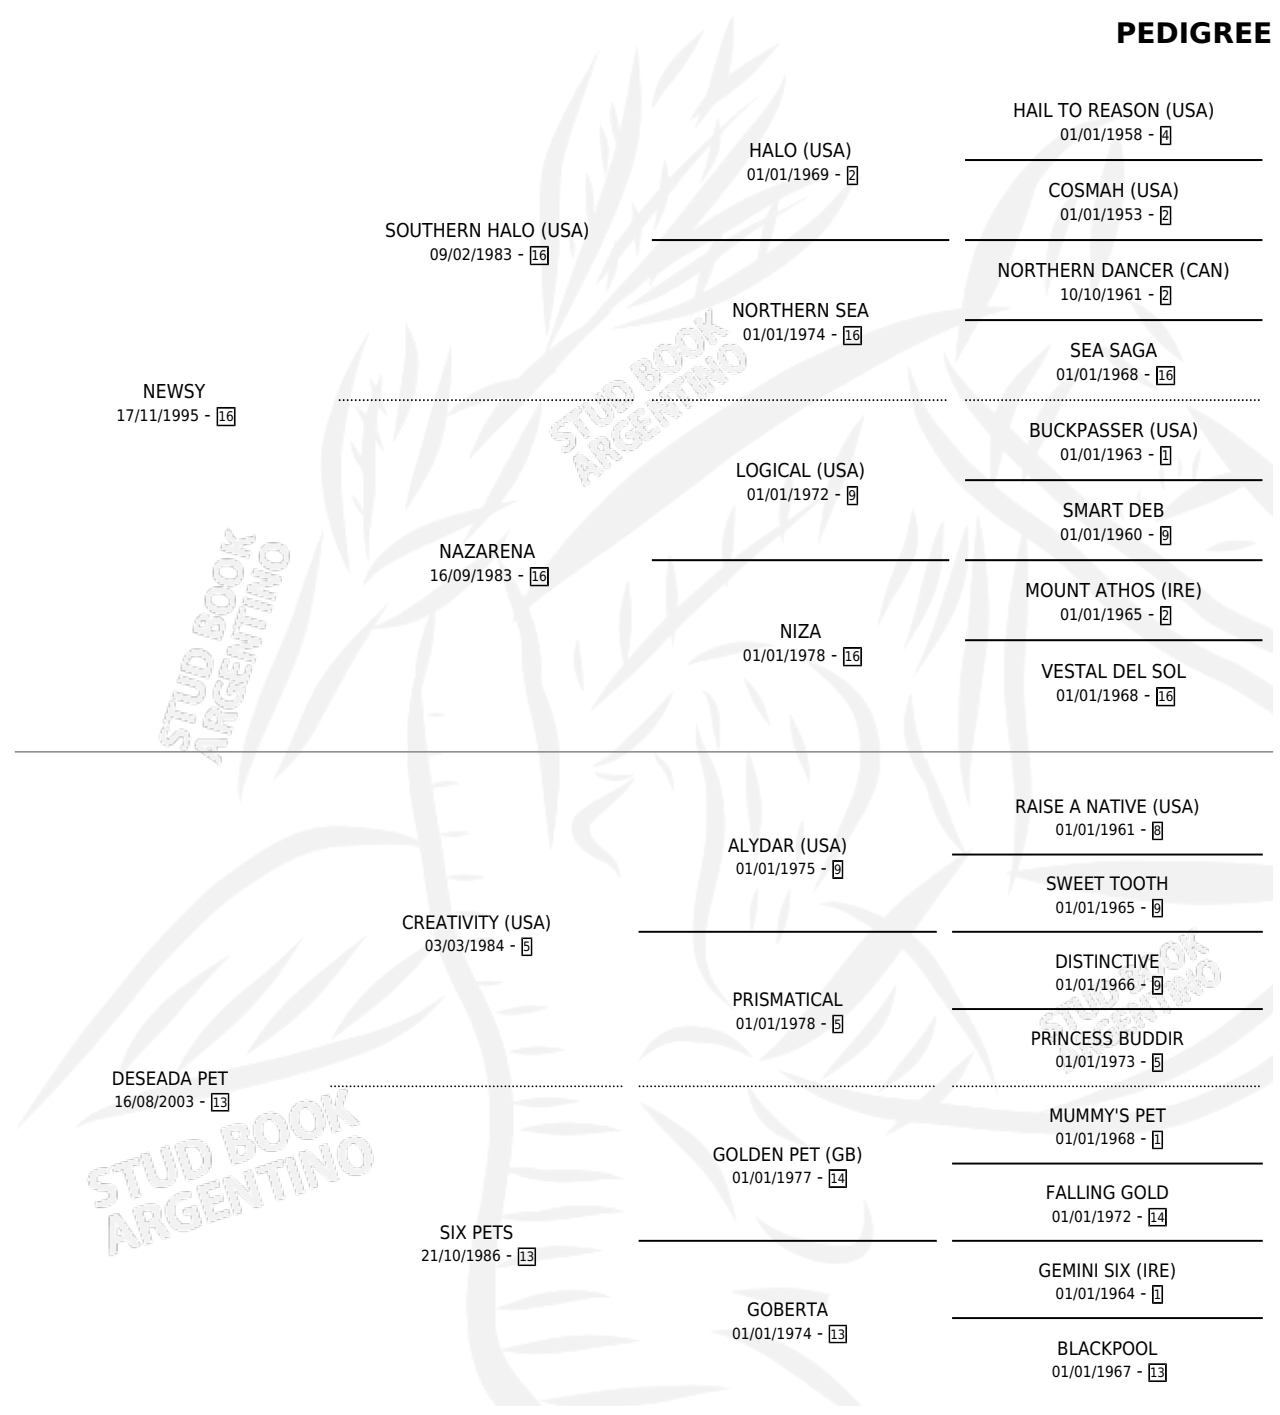 PEDIGREE
HAIL TO REASON (USA)
01/01/1958 - 4
HALO (USA)
01/01/1969 - 2
COSMAH (USA)
01/01/1953 - 2
SOUTHERN HALO (USA)
09/02/1983 - 16
NORTHERN DANCER (CAN)
10/10/1961 - 2
NORTHERN SEA
01/01/1974 - 16
SEA SAGA
01/01/1968 - 16
STUD BOOK
ARGENTINO
NEWSY
17/11/1995 - 16
BUCKPASSER (USA)
01/01/1963 - 1
LOGICAL (USA)
01/01/1972 - 9
SMART DEB
01/01/1960 - 9
NAZARENA
16/09/1983 - 16
MOUNT ATHOS (IRE)
01/01/1965 - 2
NIZA
01/01/1978 - 16
VESTAL DEL SOL
01/01/1968 - 16
STUD BOOK
ARGENTINO
RAISE A NATIVE (USA)
01/01/1961 - 8
ALYDAR (USA)
01/01/1975 - 9
SWEET TOOTH
01/01/1965 - 9
CREATIVITY (USA)
03/03/1984 - 5
DISTINCTIVE
01/01/1966 - 9
PRISMATICAL
01/01/1978 - 5
PRINCESS BUDDIR
01/01/1973 - 5
STUD BOOK
ARGENTINO
DESEADA PET
16/08/2003 - 13
MUMMY'S PET
01/01/1968 - 1
GOLDEN PET (GB)
01/01/1977 - 14
FALLING GOLD
01/01/1972 - 14
STUD BOOK
ARGENTINO
SIX PETS
21/10/1986 - 13
GEMINI SIX (IRE)
01/01/1964 - 1
GOBERTA
01/01/1974 - 13
BLACKPOOL
01/01/1967 - 13